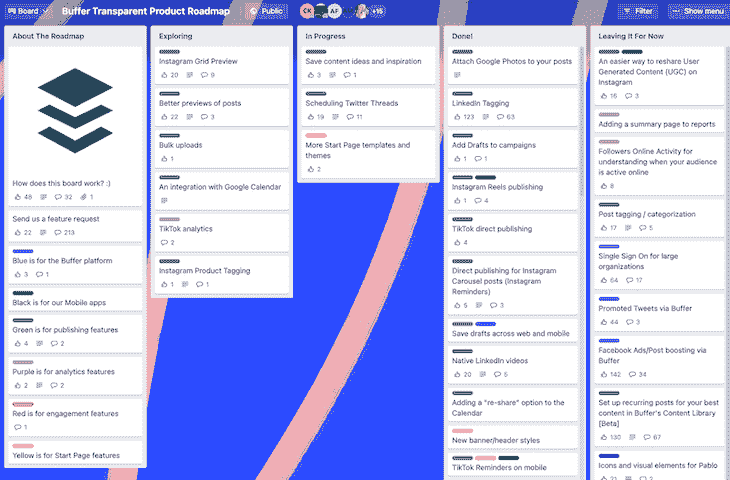 Board
Buffer Transparent Product Roadmap
Public
CK
AF
+16
Filter
Show menu
About The Roadmap
How does this board work? :)
48
32
1
Send us a feature request
22
213
Blue is for the Buffer platform
3
1
Black is for our Mobile apps
Green is for publishing features
4
2
Purple is for analytics features
2
2
Red is for engagement features
1
Yellow is for Start Page features
Exploring
Instagram Grid Preview
20
9
Better previews of posts
22
3
Bulk uploads
1
An integration with Google Calendar
TikTok analytics
2
Instagram Product Tagging
1
1
In Progress
Save content ideas and inspiration
3
1
Scheduling Twitter Threads
19
11
More Start Page templates and
themes
2
Done!
Attach Google Photos to your posts
LinkedIn Tagging
123
63
Add Drafts to campaigns
1
1
Instagram Reels publishing
1
4
TikTok direct publishing
4
Direct publishing for Instagram
Carousel posts (Instagram
Reminders)
5
3
Save drafts across web and mobile
Native LinkedIn videos
20
5
Adding a "re-share" option to the
Calendar
New banner/header styles
TikTok Reminders on mobile
Leaving It For Now
An easier way to reshare User
Generated Content (UGC) on
Instagram
16
3
Adding a summary page to reports
Followers Online Activity for
understanding when your audience
is active online
8
Post tagging / categorization
17
5
Single Sign On for large
organizations
64
17
Promoted Tweets via Buffer
44
3
Facebook Ads/Post boosting via
Buffer
142
34
Set up recurring posts for your best
content in Buffer's Content Library
[Beta]
130
67
Icons and visual elements for Pablo
21
2